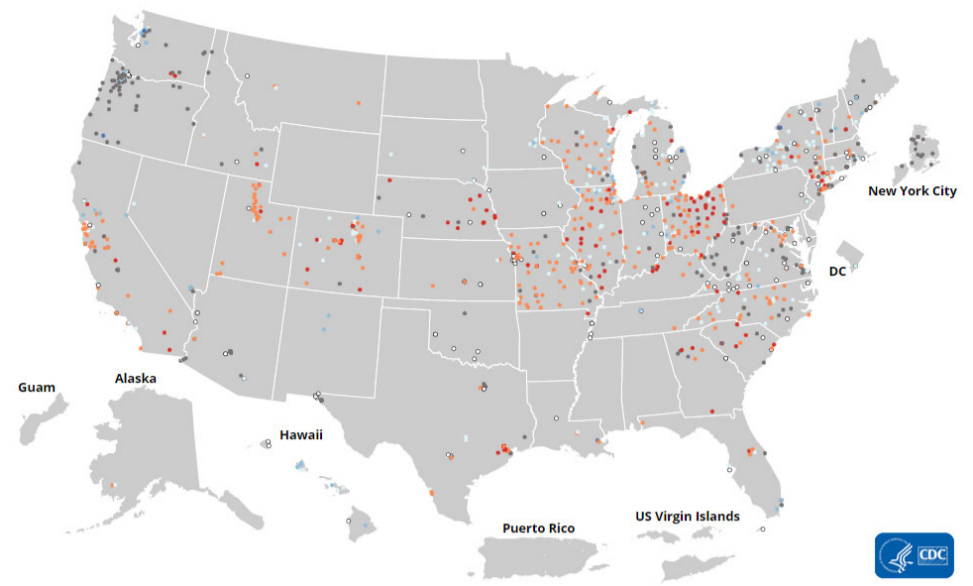 New York City
DC
Guam
Alaska
Hawaii
Puerto Rico
US Virgin Islands
CDC